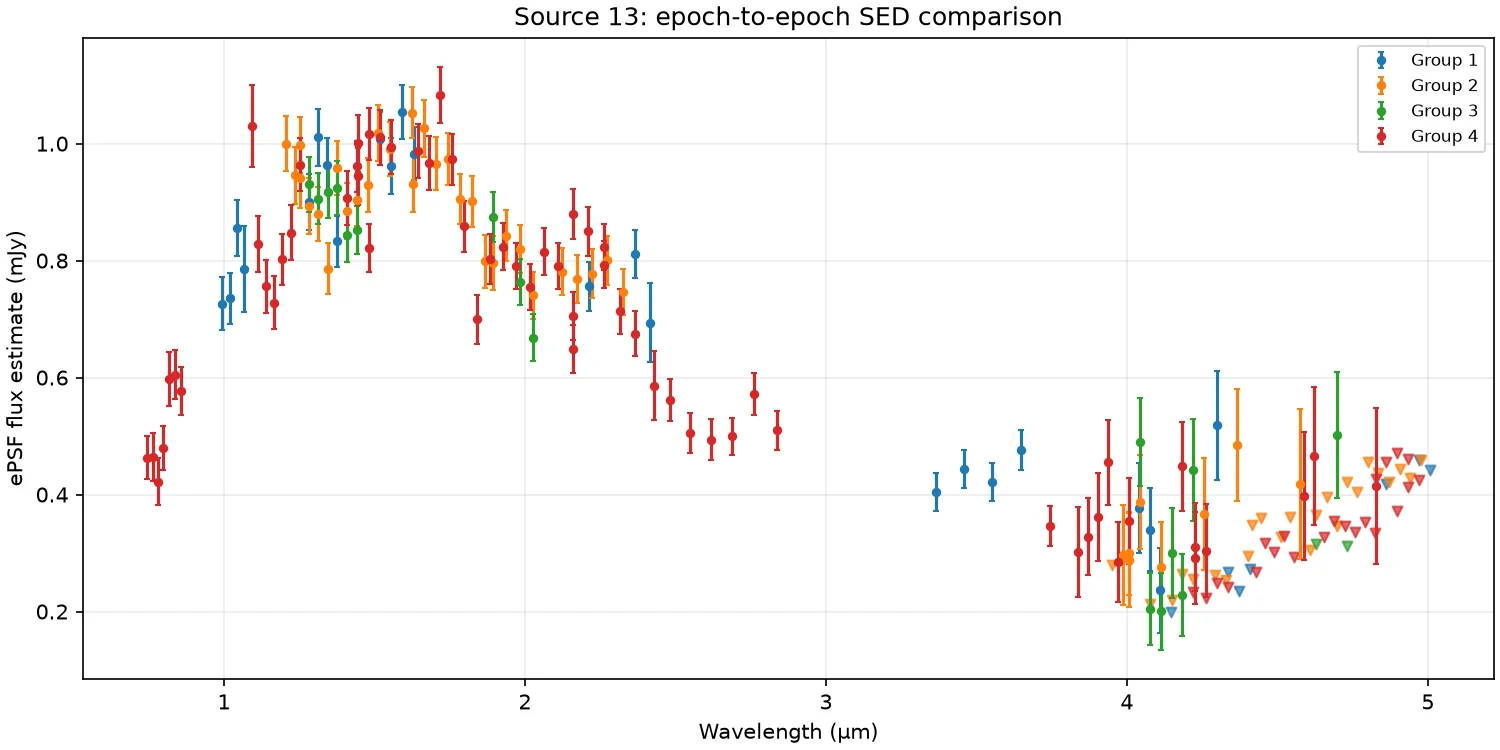 Source 13: epoch-to-epoch SED comparison
ePSF flux estimate (mJy)
1.0
0.8
0.6
0.4
0.2
Group 1
Group 2
Group 3
Group 4
1 2 3 4 5
Wavelength (μm)